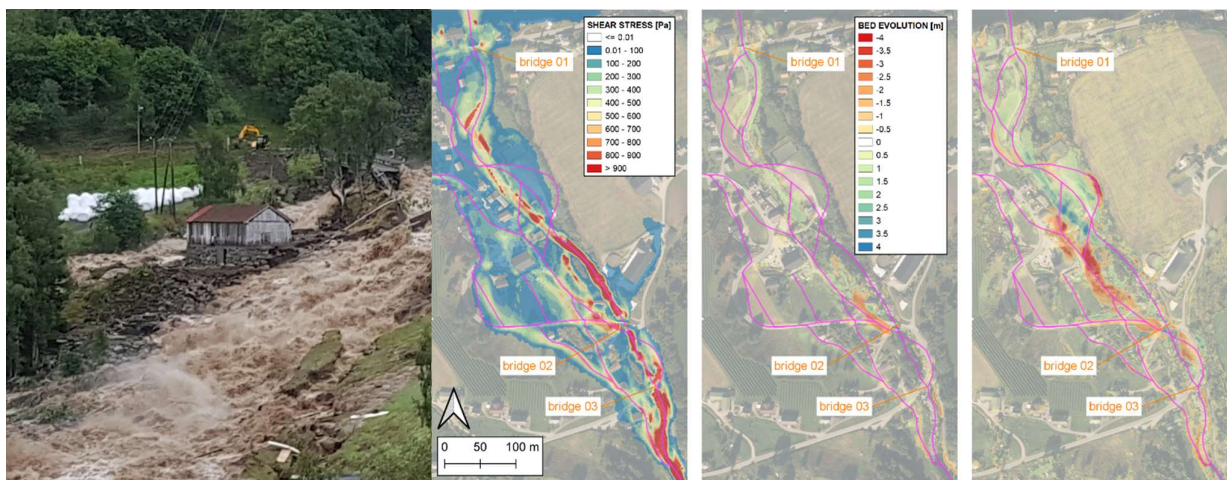 SHEAR STRESS [Pa]
<= 0.01
0.01 - 100
100 - 200
200 - 300
300 - 400
400 - 500
500 - 600
600 - 700
700 - 800
800 - 900
> 900
bridge 01
bridge 02
bridge 03
0 50 100 m
BED EVOLUTION [m]
-4
-3.5
-3
-2.5
-2
-1.5
-1
-0.5
0
0.5
1
1.5
2
2.5
3
3.5
4
bridge 01
bridge 02
bridge 03
bridge 01
bridge 02
bridge 03